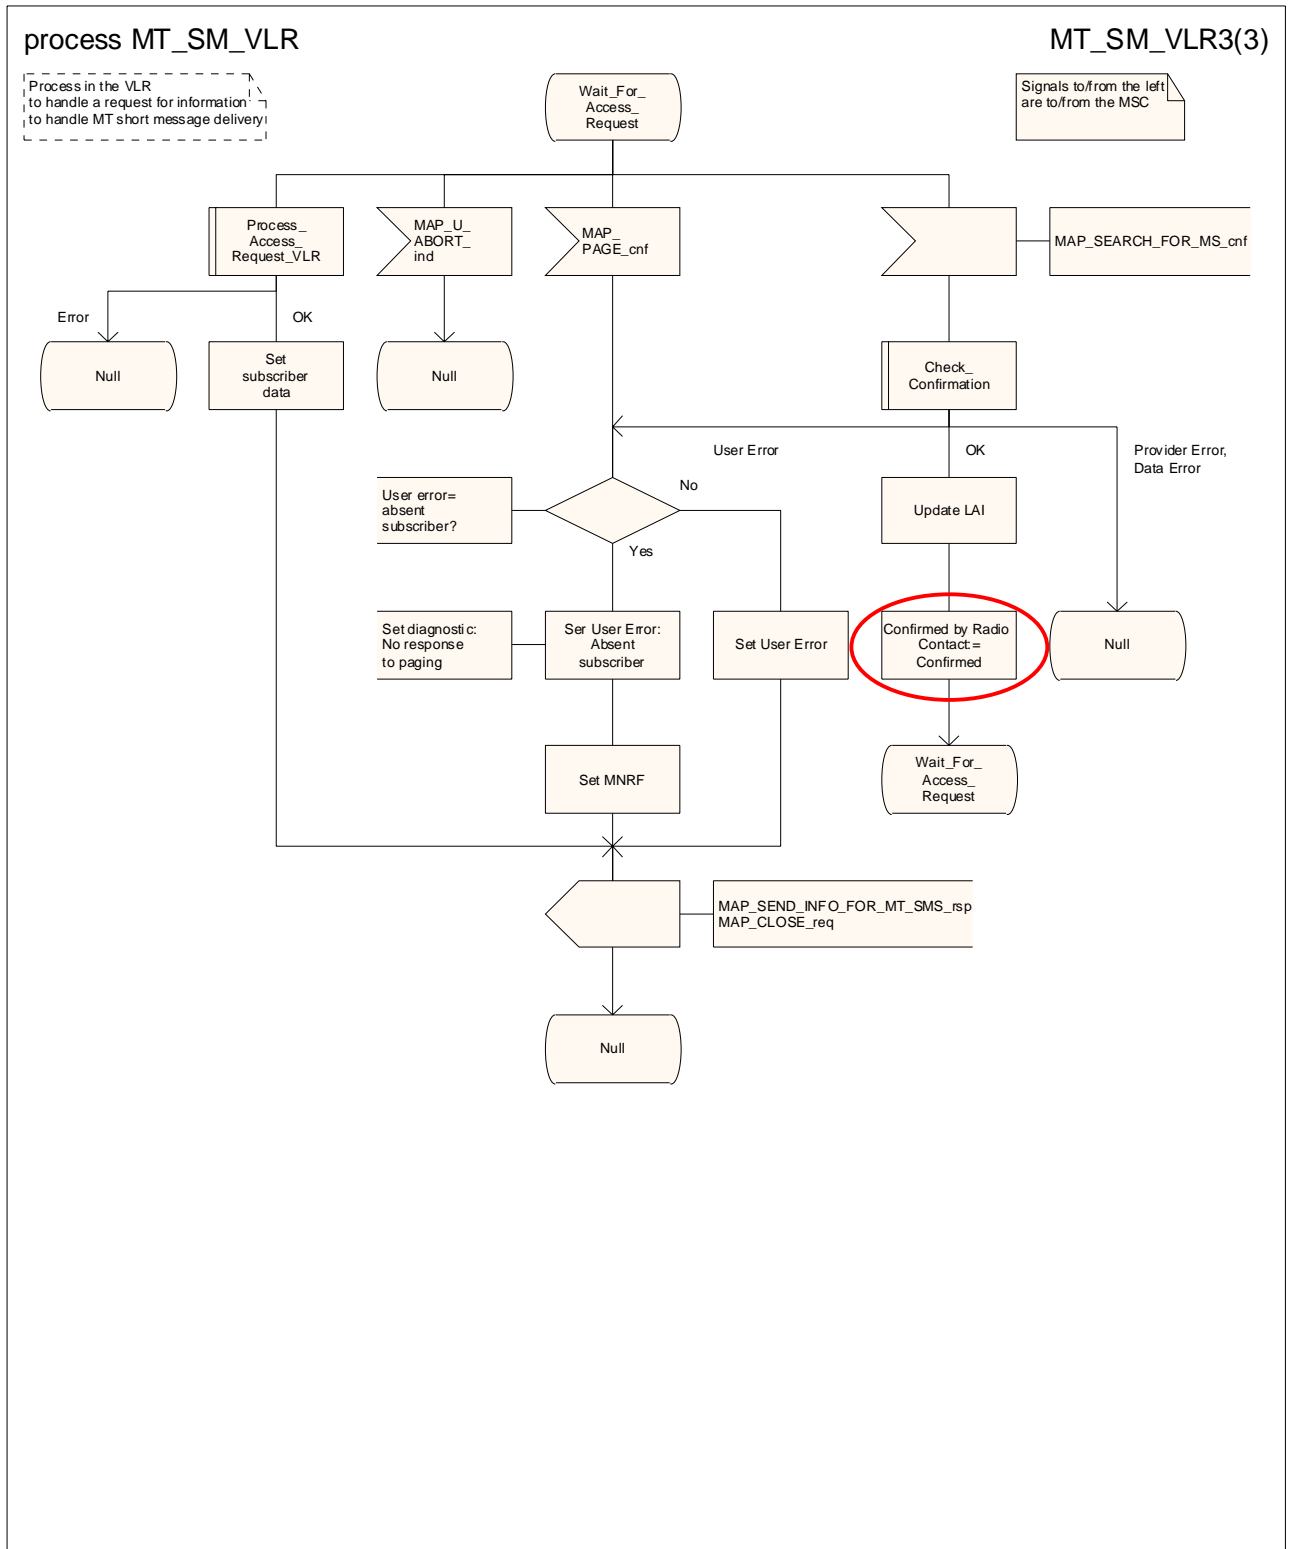 process MT_SM_VLR
MT_SM_VLR3(3)
Process in the VLR
to handle a request for information
to handle MT short message delivery
Wait_For_
Access_
Request
Signals to/from the left
are to/from the MSC
Process_
Access_
Request_VLR
MAP_U_
ABORT_
ind
MAP_
PAGE_cnf
MAP_SEARCH_FOR_MS_cnf
Error
OK
Null
Set
subscriber
data
Null
Check_
Confirmation
User Error
OK
Provider Error,
Data Error
User error=
absent
subscriber?
No
Yes
Update LAI
Set diagnostic:
No response
to paging
Ser User Error:
Absent
subscriber
Set User Error
Confirmed by Radio
Contact:=
Confirmed
Null
Set MNRF
Wait_For_
Access_
Request
MAP_SEND_INFO_FOR_MT_SMS_rsp
MAP_CLOSE_req
Null